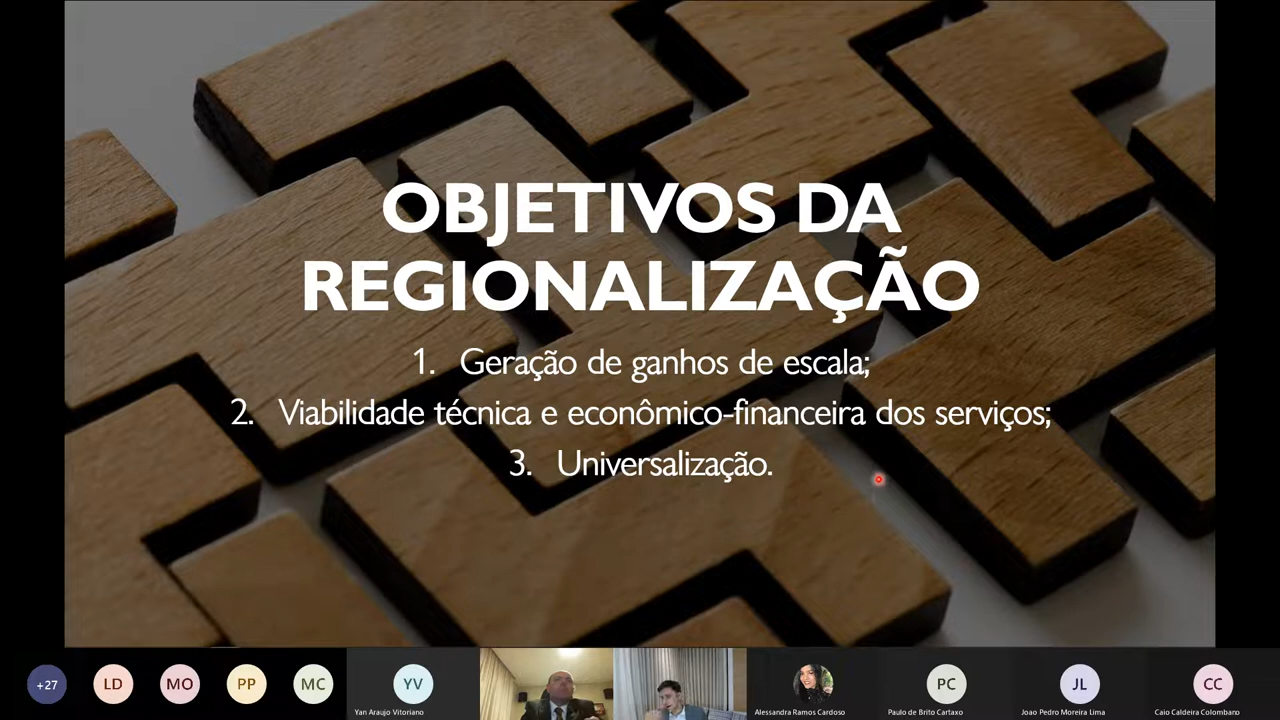 OBJETIVOS DA
REGIONALIZAÇÃO
1. Geração de ganhos de escala;
2. Viabilidade técnica e econômico-financeira dos serviços;
3. Universalização.
+27
LD
MO
PP
MC
YV
PC
JL
CC
Yan Araujo Vitoriano
Alessandra Ramos Cardoso
Paulo de Brito Cartaxo
Joao Pedro Moreira Lima
Caio Caldeira Colombano